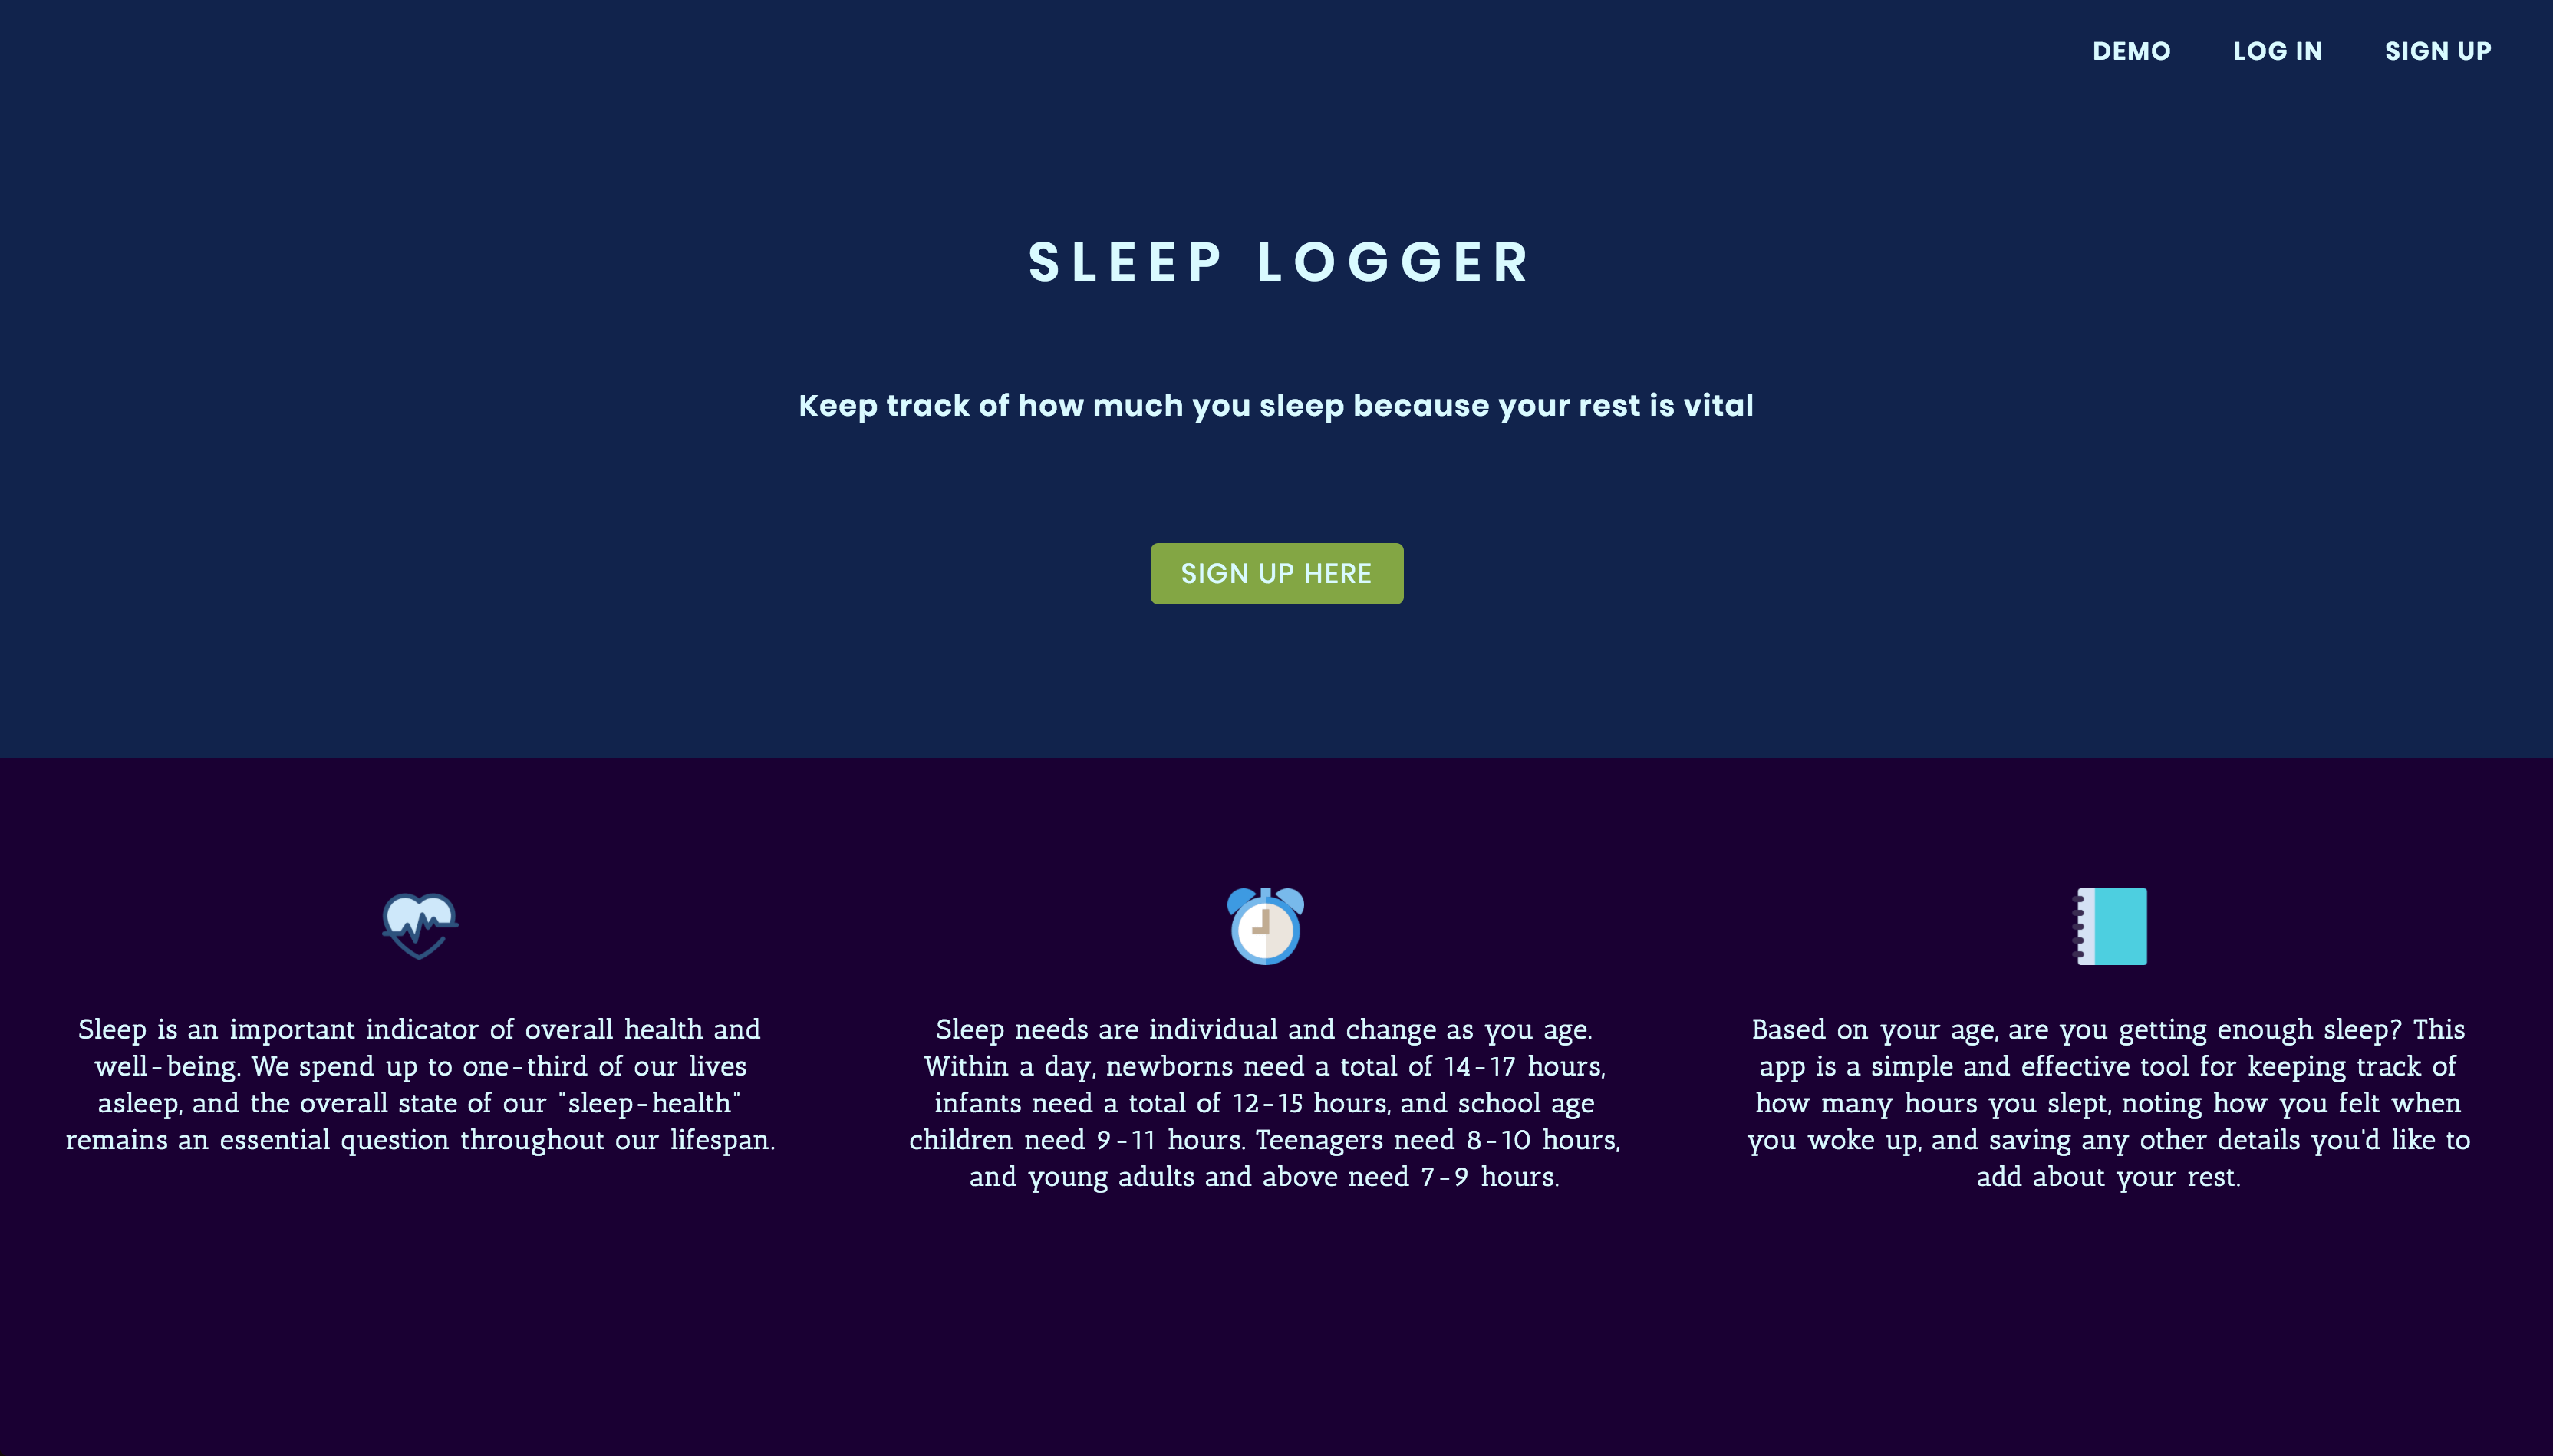 DEMO LOG IN SIGN UP
SLEEP LOGGER
Keep track of how much you sleep because your rest is vital
SIGN UP HERE
Sleep is an important indicator of overall health and
well-being. We spend up to one-third of our lives
asleep, and the overall state of our "sleep-health"
remains an essential question throughout our lifespan.
Sleep needs are individual and change as you age.
Within a day, newborns need a total of 14-17 hours,
infants need a total of 12-15 hours, and school age
children need 9-11 hours. Teenagers need 8-10 hours,
and young adults and above need 7-9 hours.
Based on your age, are you getting enough sleep? This
app is a simple and effective tool for keeping track of
how many hours you slept, noting how you felt when
you woke up, and saving any other details you'd like to
add about your rest.